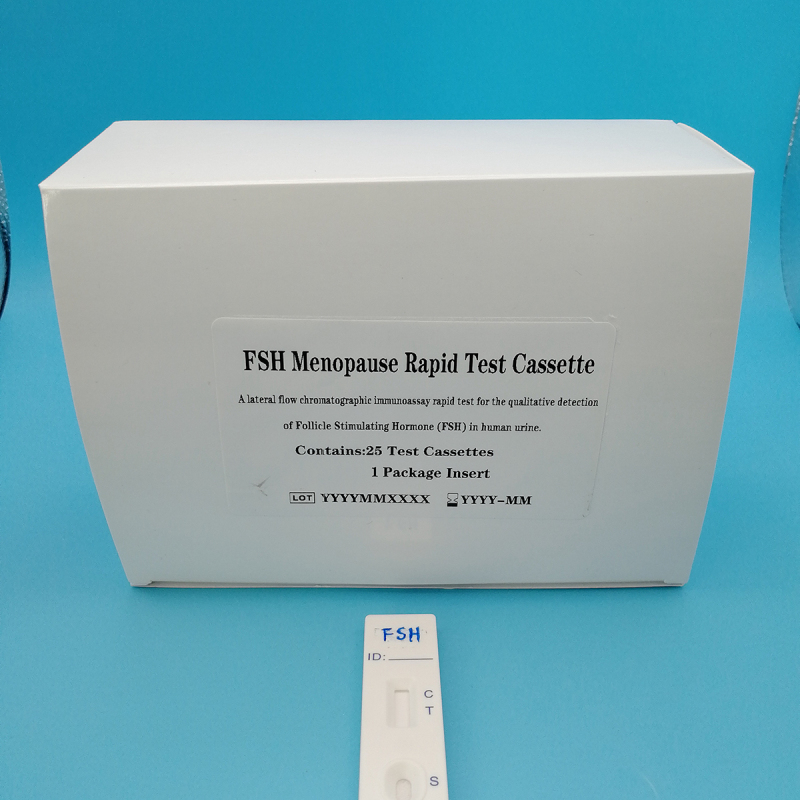 FSH Menopause Rapid Test Cassette
A lateral flow chromatographic immunoassay rapid test for the qualitative detection
of Follicle Stimulating Hormone (FSH) in human urine.
Contains:25 Test Cassettes
1 Package Insert
LOT YYYYMMXXXX YYYY-MM
FSH
ID:
C
T
S